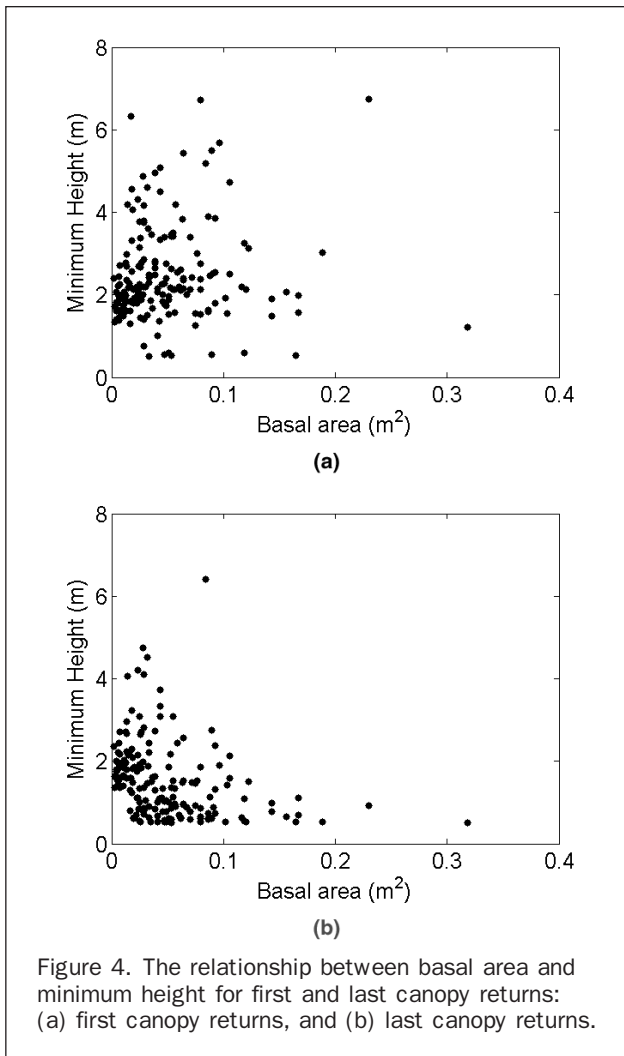 8
6
4
2
0
Minimum Height (m)
0 0.1 0.2 0.3 0.4
Basal area (m²)
(a)
8
6
4
2
0
Minimum Height (m)
0 0.1 0.2 0.3 0.4
Basal area (m²)
(b)
Figure 4. The relationship between basal area and
minimum height for first and last canopy returns:
(a) first canopy returns, and (b) last canopy returns.